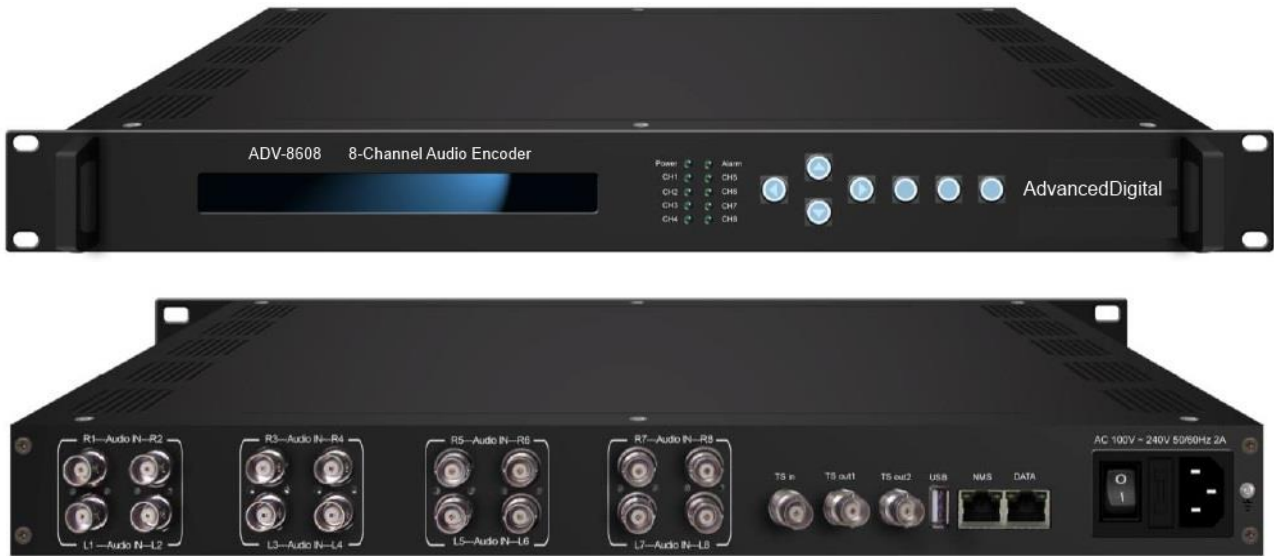 ADV-8608 8-Channel Audio Encoder
Power Alarm
CH1 CH5
CH2 CH6
CH3 CH7
CH4 CH8
AdvancedDigital
R1—Audio IN—R2
R3—Audio IN—R4
R5—Audio IN—R6
R7—Audio IN—R8
AC 100V ~ 240V 50/60Hz 2A
TS in
TS out1
TS out2
USB
NMS
DATA
O
I
L1—Audio IN—L2
L3—Audio IN—L4
L5—Audio IN—L6
L7—Audio IN—L8